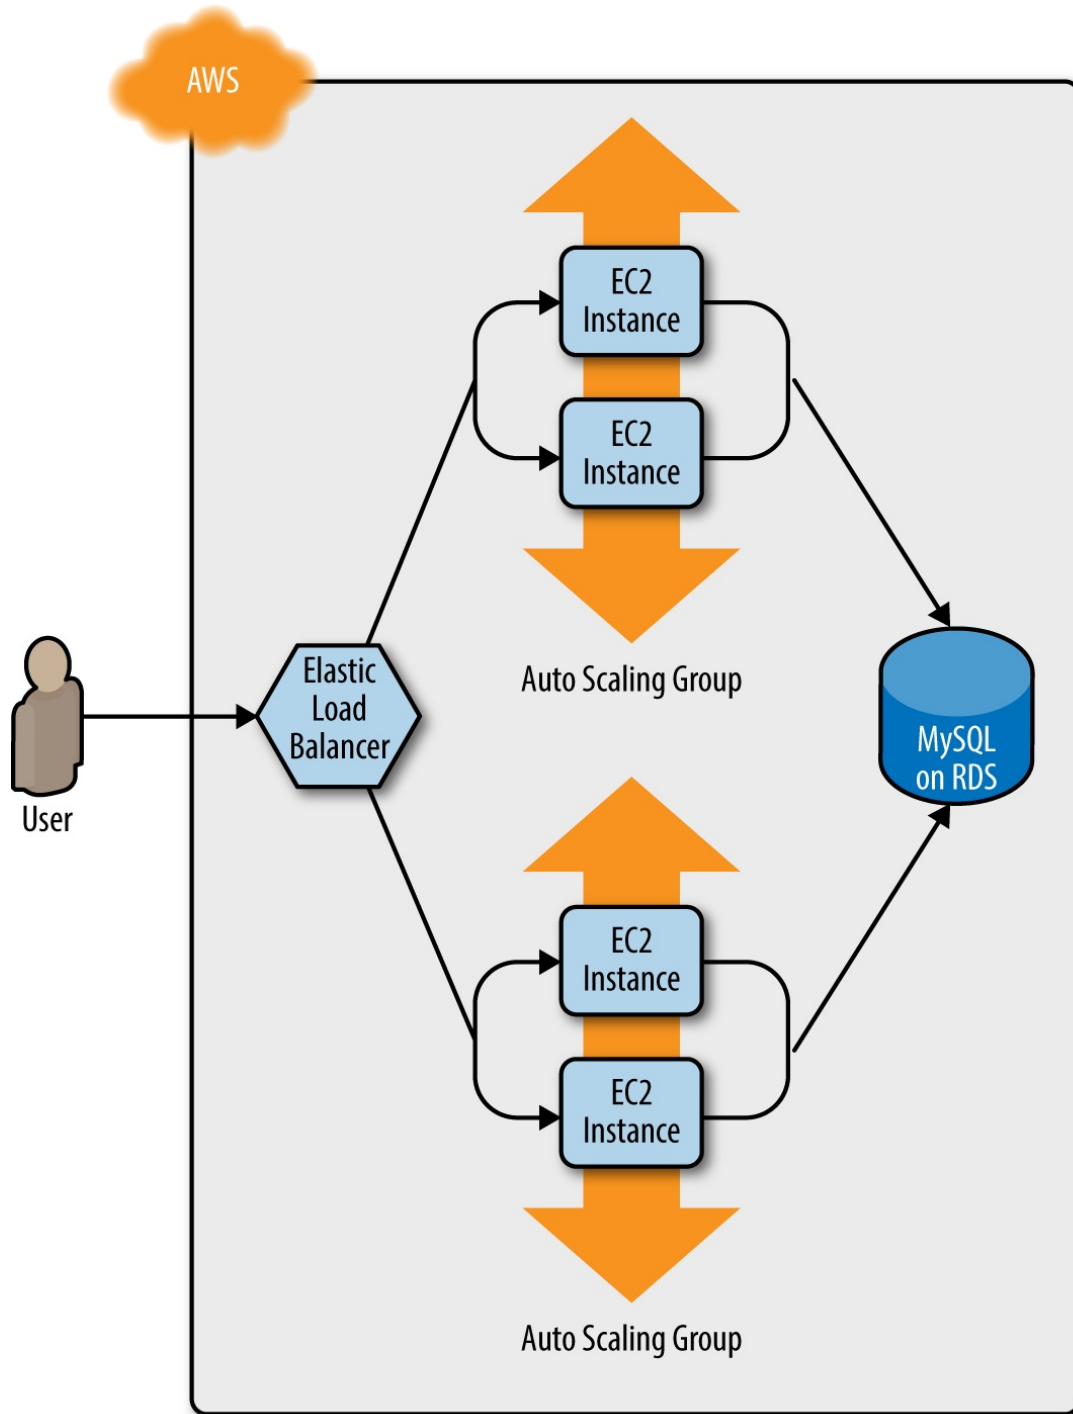 AWS
EC2
Instance
EC2
Instance
Auto Scaling Group
Elastic
Load
Balancer
User
MySQL
on RDS
EC2
Instance
EC2
Instance
Auto Scaling Group